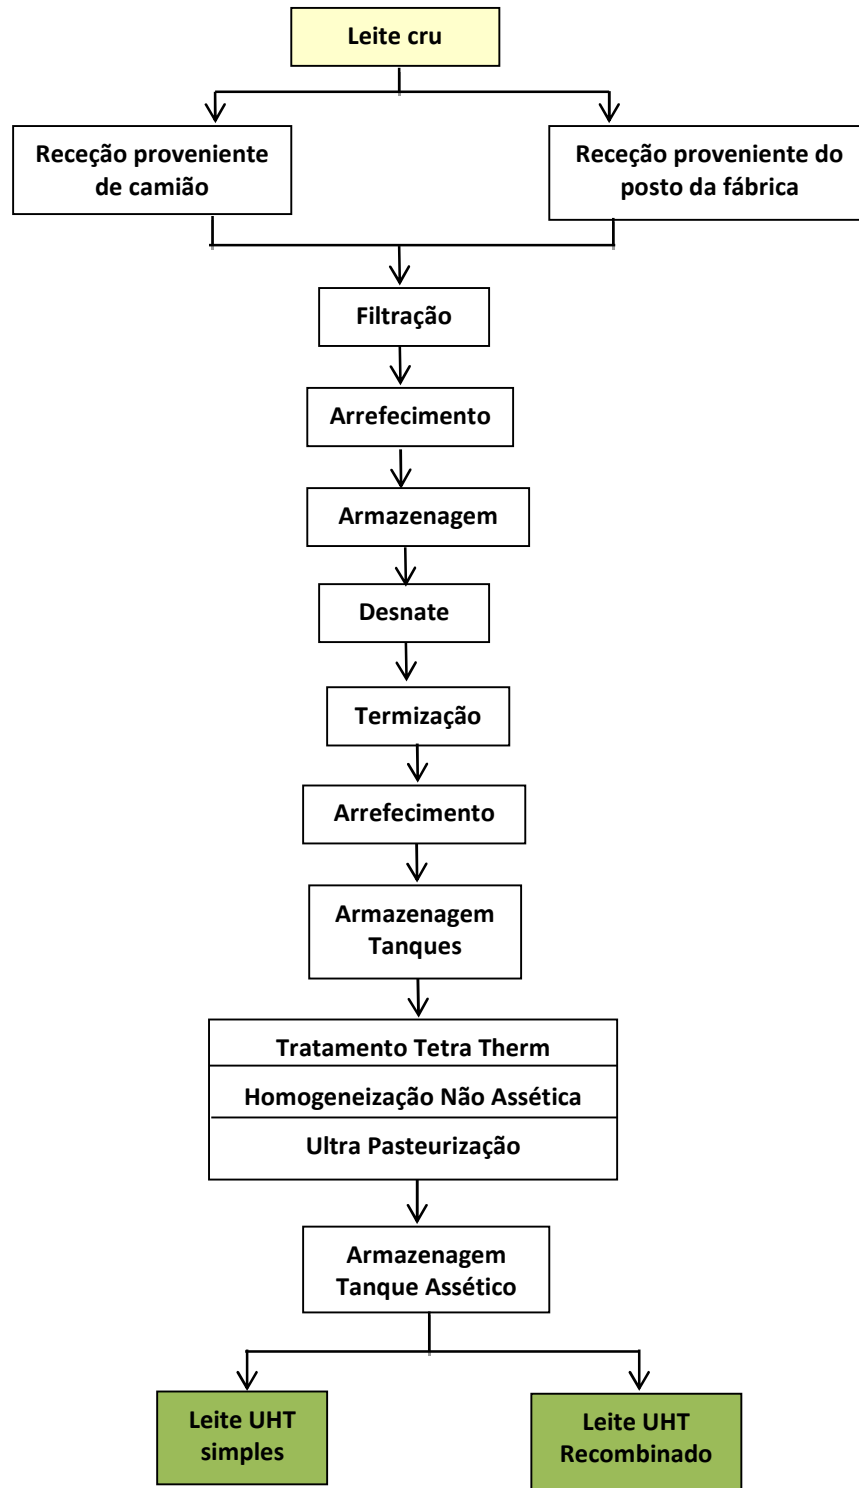 Leite cru
Receção proveniente
de camião
Receção proveniente do
posto da fábrica
Filtração
Arrefecimento
Armazenagem
Desnate
Termização
Arrefecimento
Armazenagem
Tanques
Tratamento Tetra Therm
Homogeneização Não Assética
Ultra Pasteurização
Armazenagem
Tanque Assético
Leite UHT
simples
Leite UHT
Recombinado